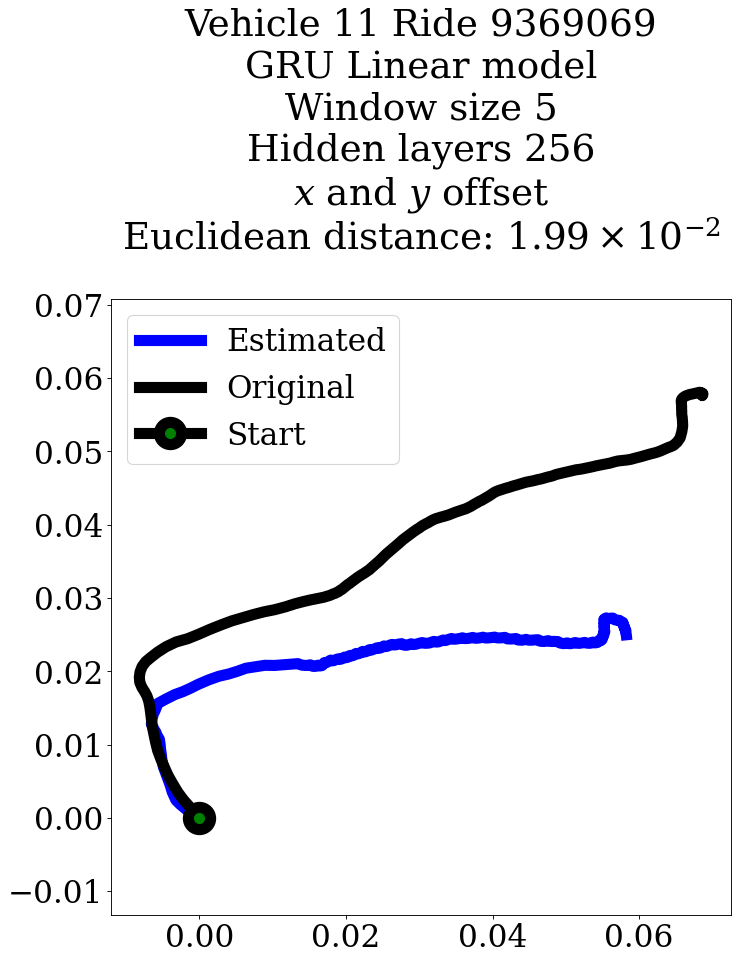 Vehicle 11 Ride 9369069
GRU Linear model
Window size 5
Hidden layers 256
x and y offset
Euclidean distance: 1.99 × 10⁻²
0.07
0.06
0.05
0.04
0.03
0.02
0.01
0.00
−0.01
Estimated
Original
Start
0.00 0.02 0.04 0.06